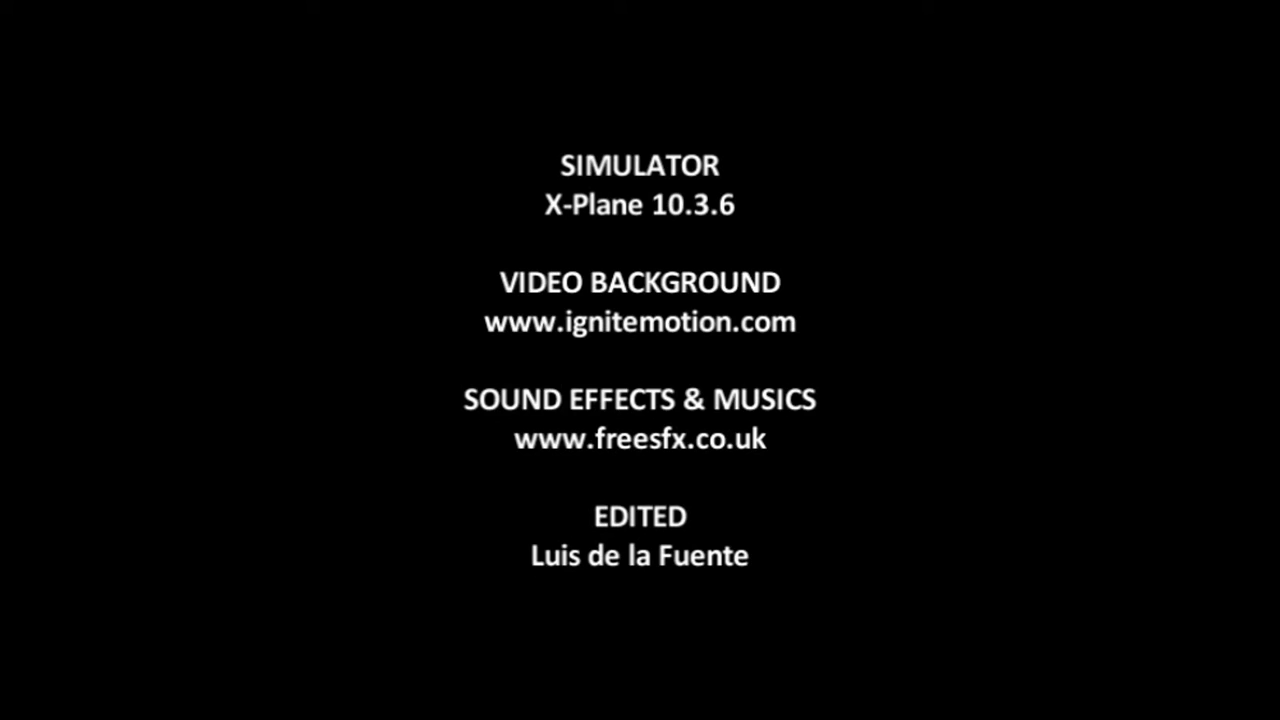 SIMULATOR
X-Plane 10.3.6
VIDEO BACKGROUND
www.ignitemotion.com
SOUND EFFECTS & MUSICS
www.freesfx.co.uk
EDITED
Luis de la Fuente